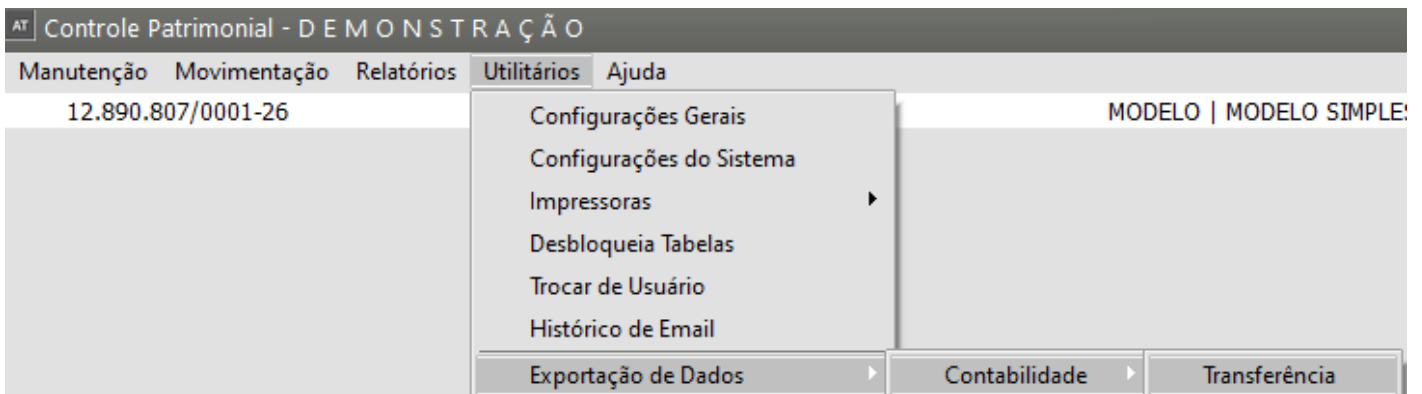 AT Controle Patrimonial - D E M O N S T R A Ç Ã O
Manutenção Movimentação Relatórios Utilitários Ajuda
12.890.807/0001-26 MODELO | MODELO SIMPLES
Configurações Gerais
Configurações do Sistema
Impressoras
Desbloqueia Tabelas
Trocar de Usuário
Histórico de Email
Exportação de Dados Contabilidade Transferência